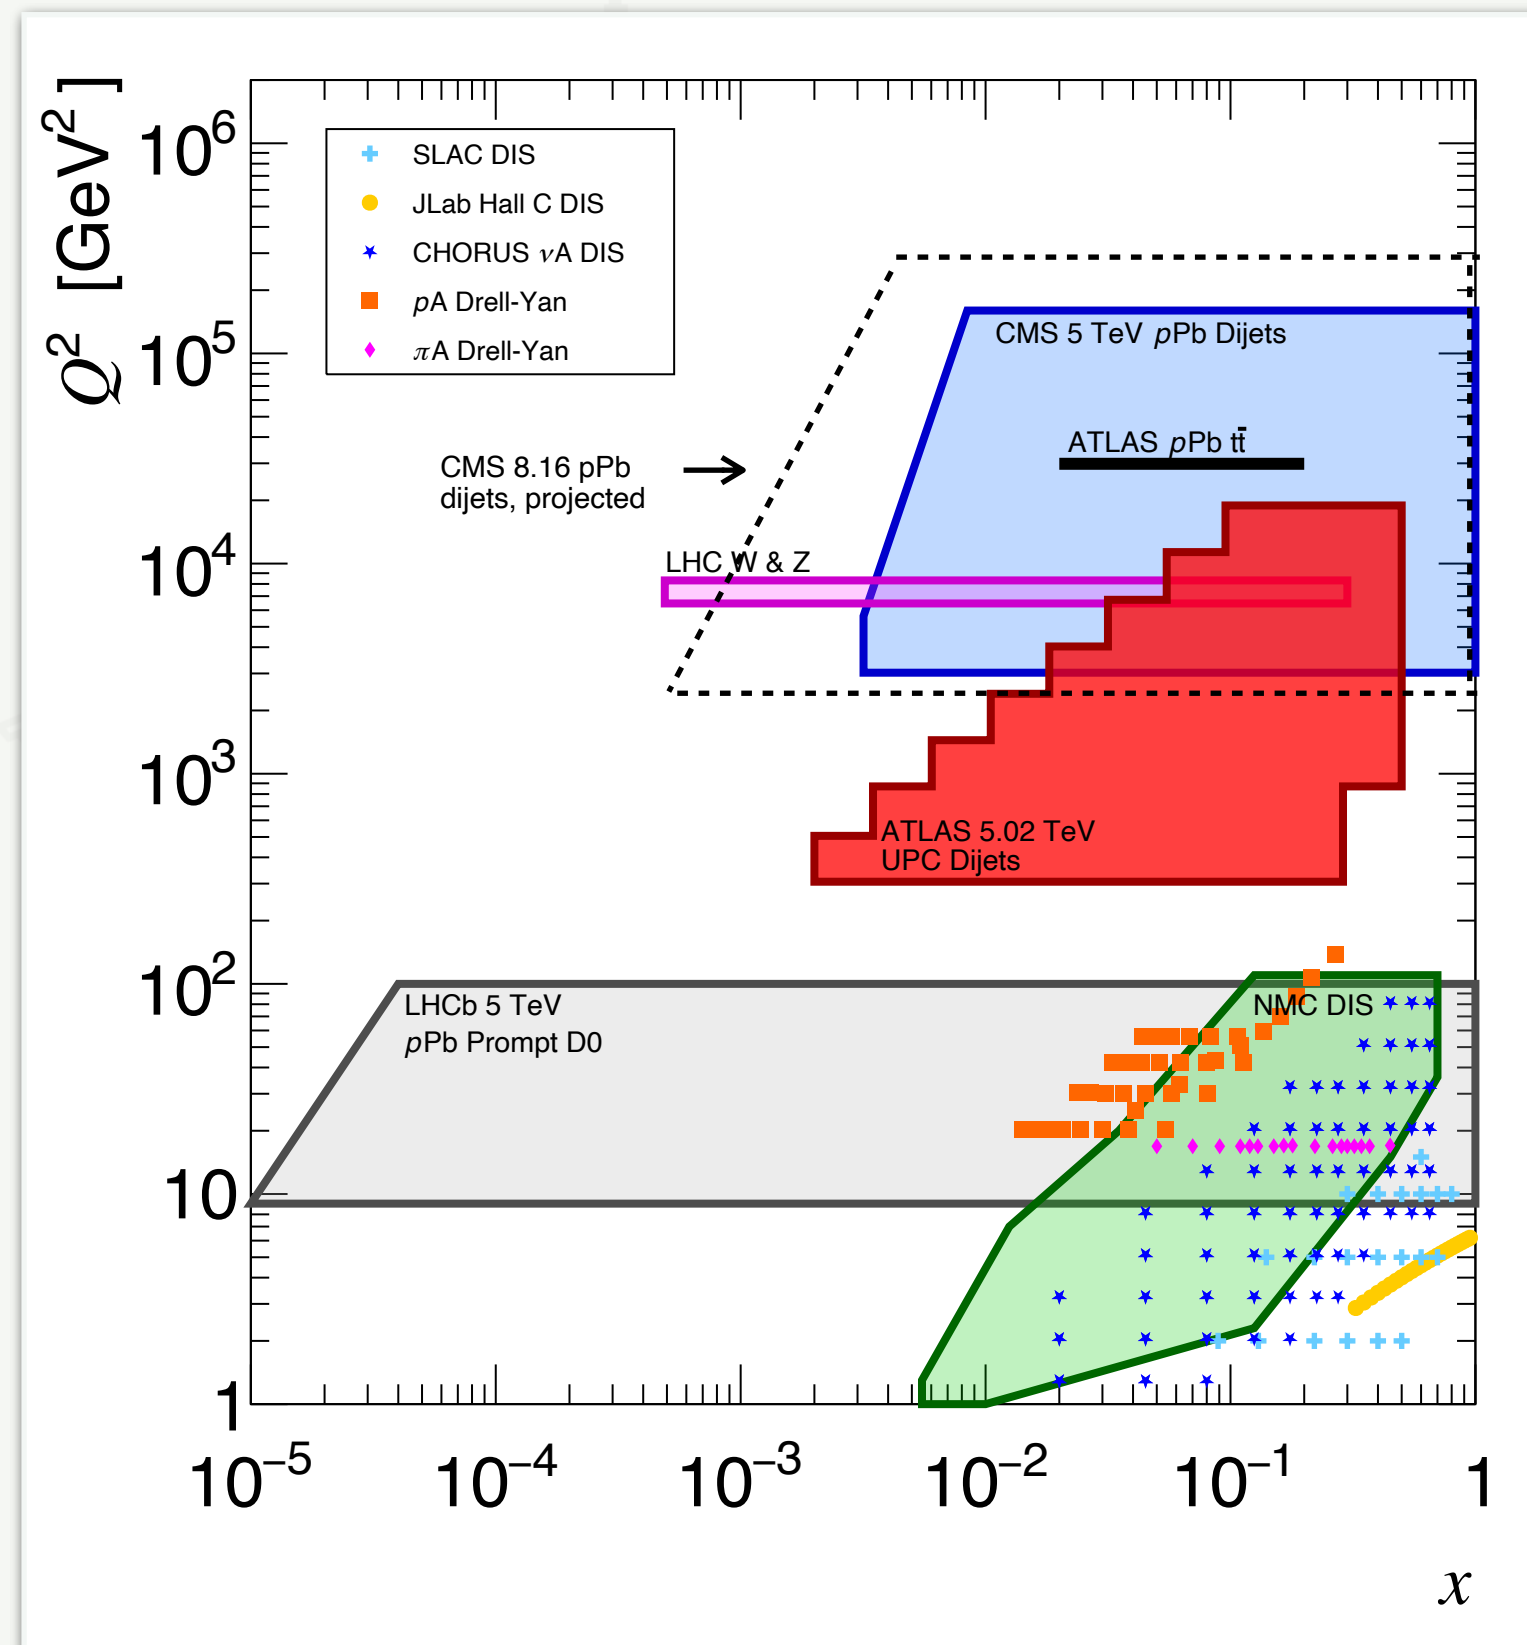 Q² [GeV²]
10⁶
10⁵
10⁴
10³
10²
10
1
SLAC DIS
JLab Hall C DIS
CHORUS νA DIS
pA Drell-Yan
πA Drell-Yan
CMS 5 TeV pPb Dijets
ATLAS pPb tt̄
CMS 8.16 pPb
dijets, projected
LHC W & Z
ATLAS 5.02 TeV
UPC Dijets
LHCb 5 TeV
pPb Prompt D0
NMC DIS
10⁻⁵ 10⁻⁴ 10⁻³ 10⁻² 10⁻¹ 1
x